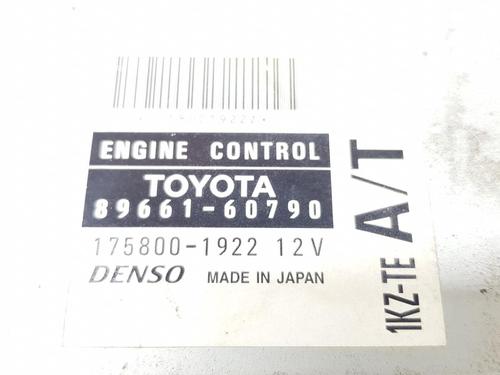 ENGINE CONTROL
TOYOTA
89661-60790
175800-1922 12V
DENSO MADE IN JAPAN
1KZ-TE A/T